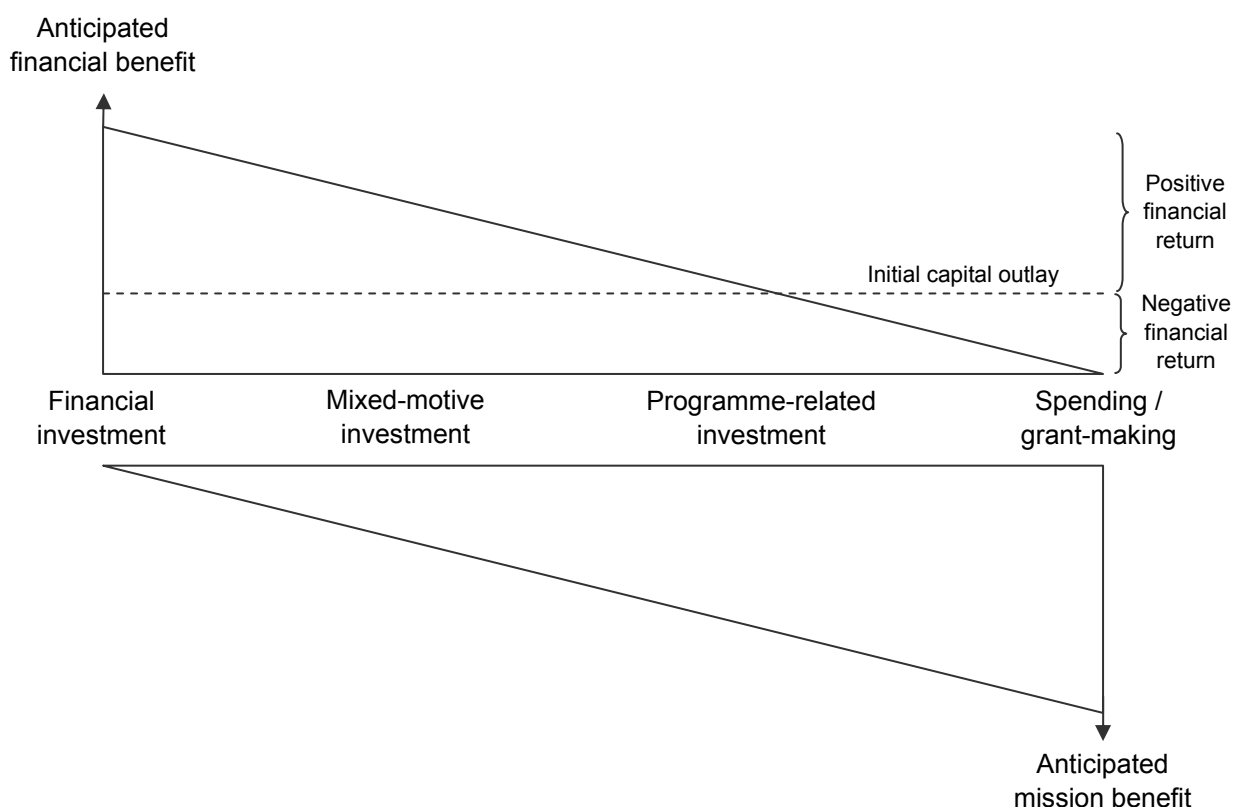 Anticipated
financial benefit
Positive
financial
return
Initial capital outlay
Negative
financial
return
Financial
investment
Mixed-motive
investment
Programme-related
investment
Spending /
grant-making
Anticipated
mission benefit